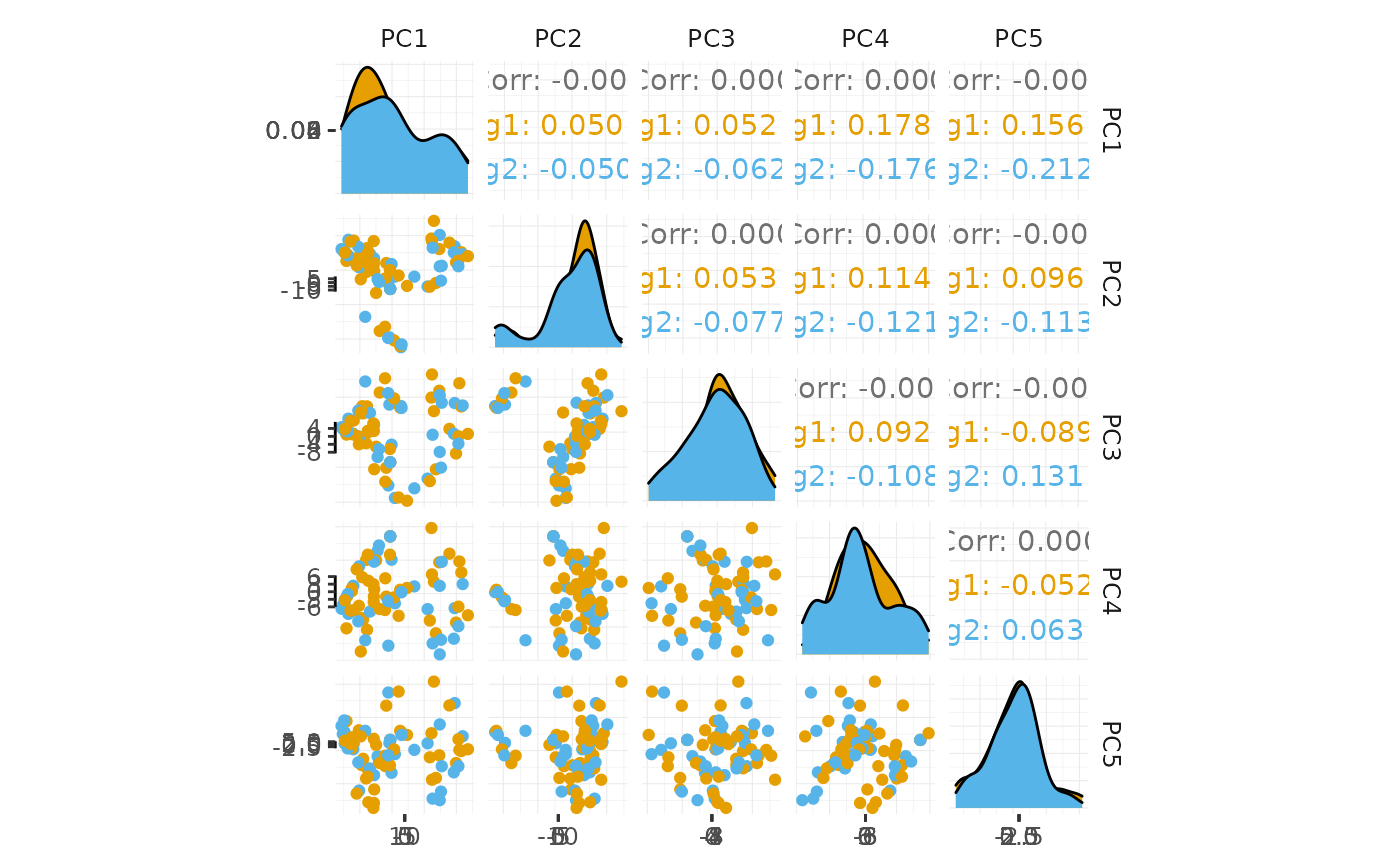 PC1 PC2 PC3 PC4 PC5
orr: -0.00 Corr: 0.000 Corr: 0.000 orr: -0.00
g1: 0.050 g1: 0.052 g1: 0.178 g1: 0.156
g2: -0.050 g2: -0.062 g2: -0.176 g2: -0.212
PC1
Corr: 0.000 Corr: 0.000 orr: -0.00
g1: 0.053 g1: 0.114 g1: 0.096
g2: -0.077 g2: -0.121 g2: -0.113
PC2
orr: -0.00 orr: -0.00
g1: 0.092 g1: -0.089
g2: -0.108 g2: 0.131
PC3
Corr: 0.000
g1: -0.052
g2: 0.063
PC4
PC5